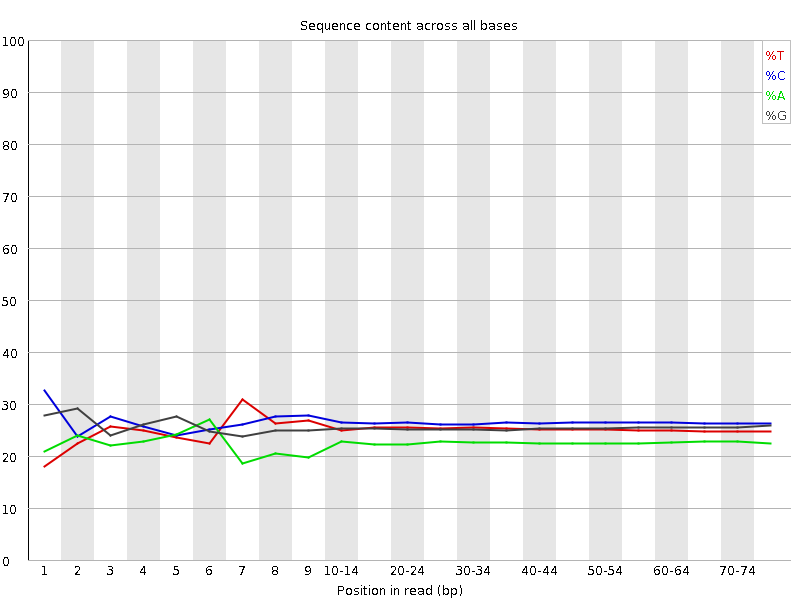 Sequence content across all bases
100
90
80
70
60
50
40
30
20
10
0
%T
%C
%A
%G
1 2 3 4 5 6 7 8 9 10-14 20-24 30-34 40-44 50-54 60-64 70-74
Position in read (bp)